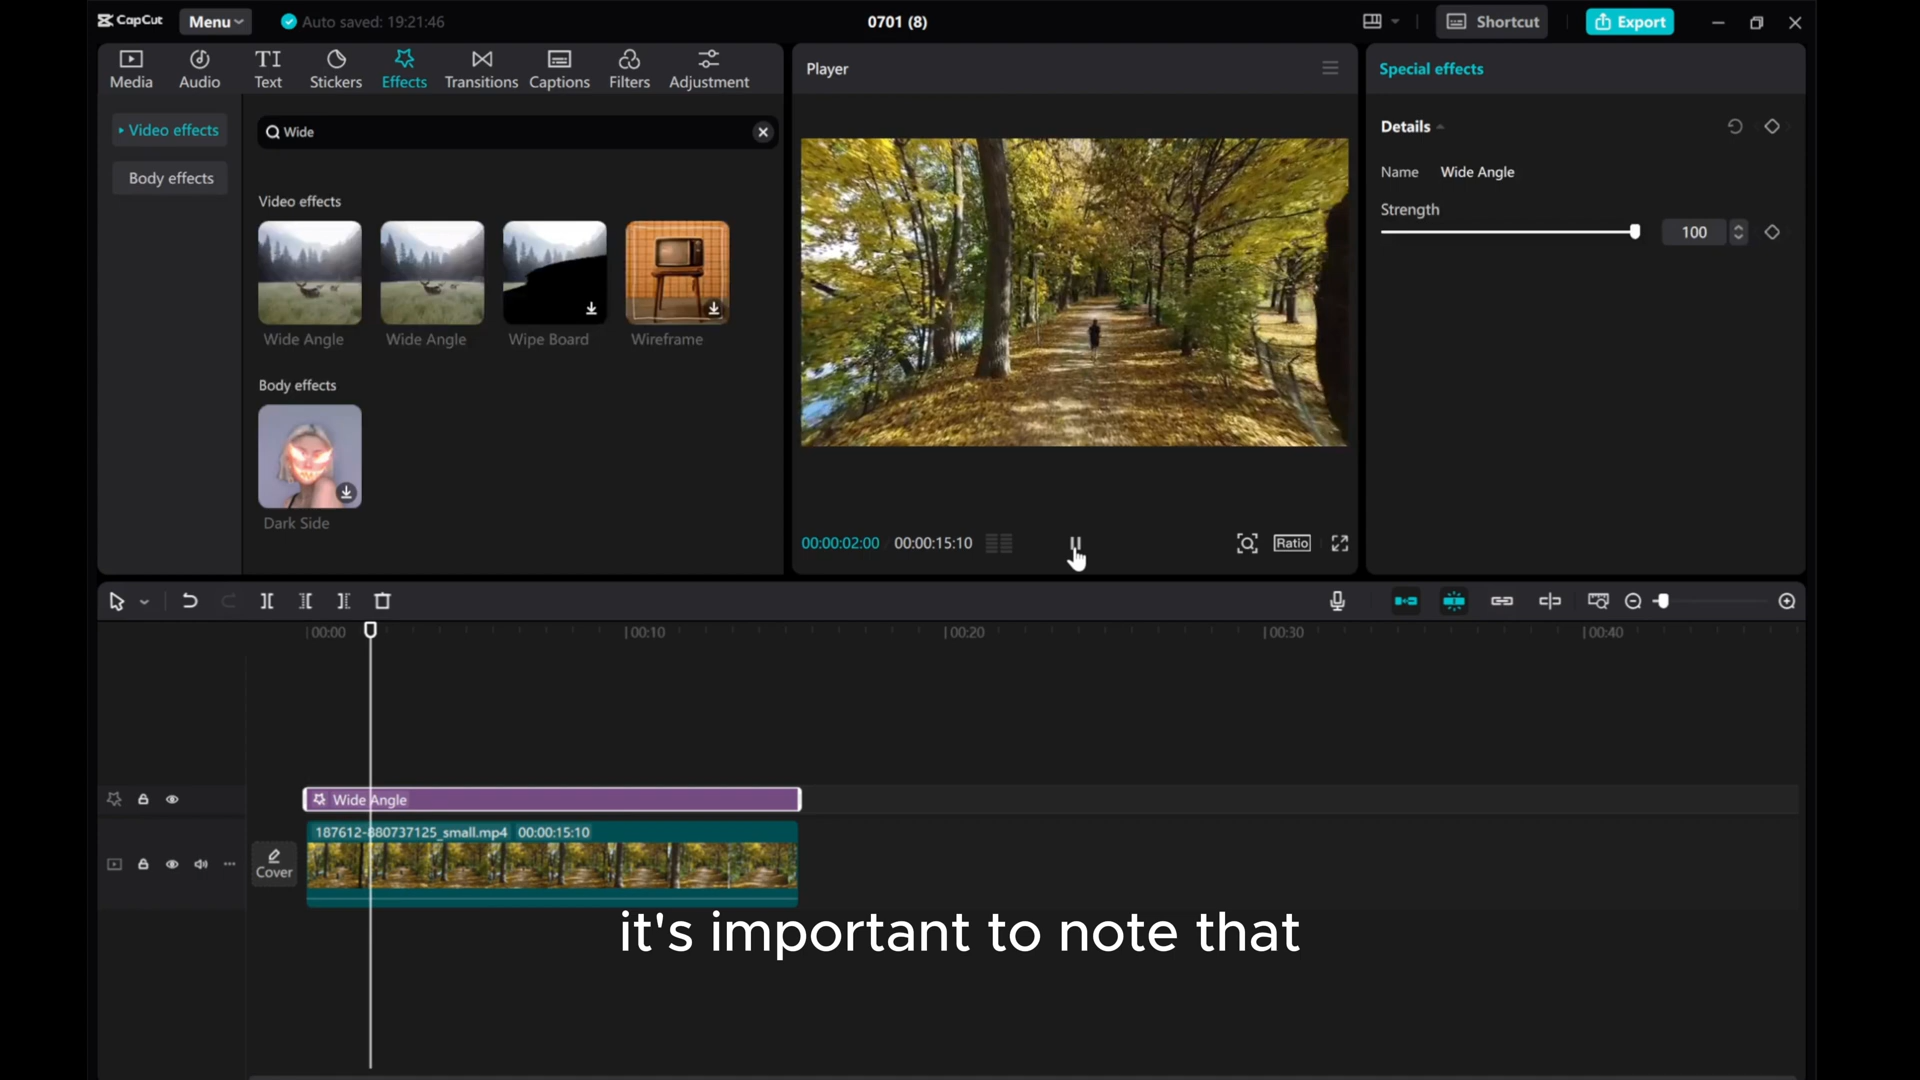 CapCut
Menu
Auto saved: 19:21:46
0701 (8)
Shortcut
Export
Media
Audio
TI
Text
Stickers
Effects
Transitions
Captions
Filters
Adjustment
Video effects
Body effects
Wide
Video effects
Wide Angle
Wide Angle
Wipe Board
Wireframe
Body effects
Dark Side
Player
00:00:02:00
00:00:15:10
Ratio
Special effects
Details
Name Wide Angle
Strength
100
00:00
00:10
00:20
00:30
00:40
Wide Angle
Cover
187612-880737125_small.mp4 00:00:15:10
it's important to note that